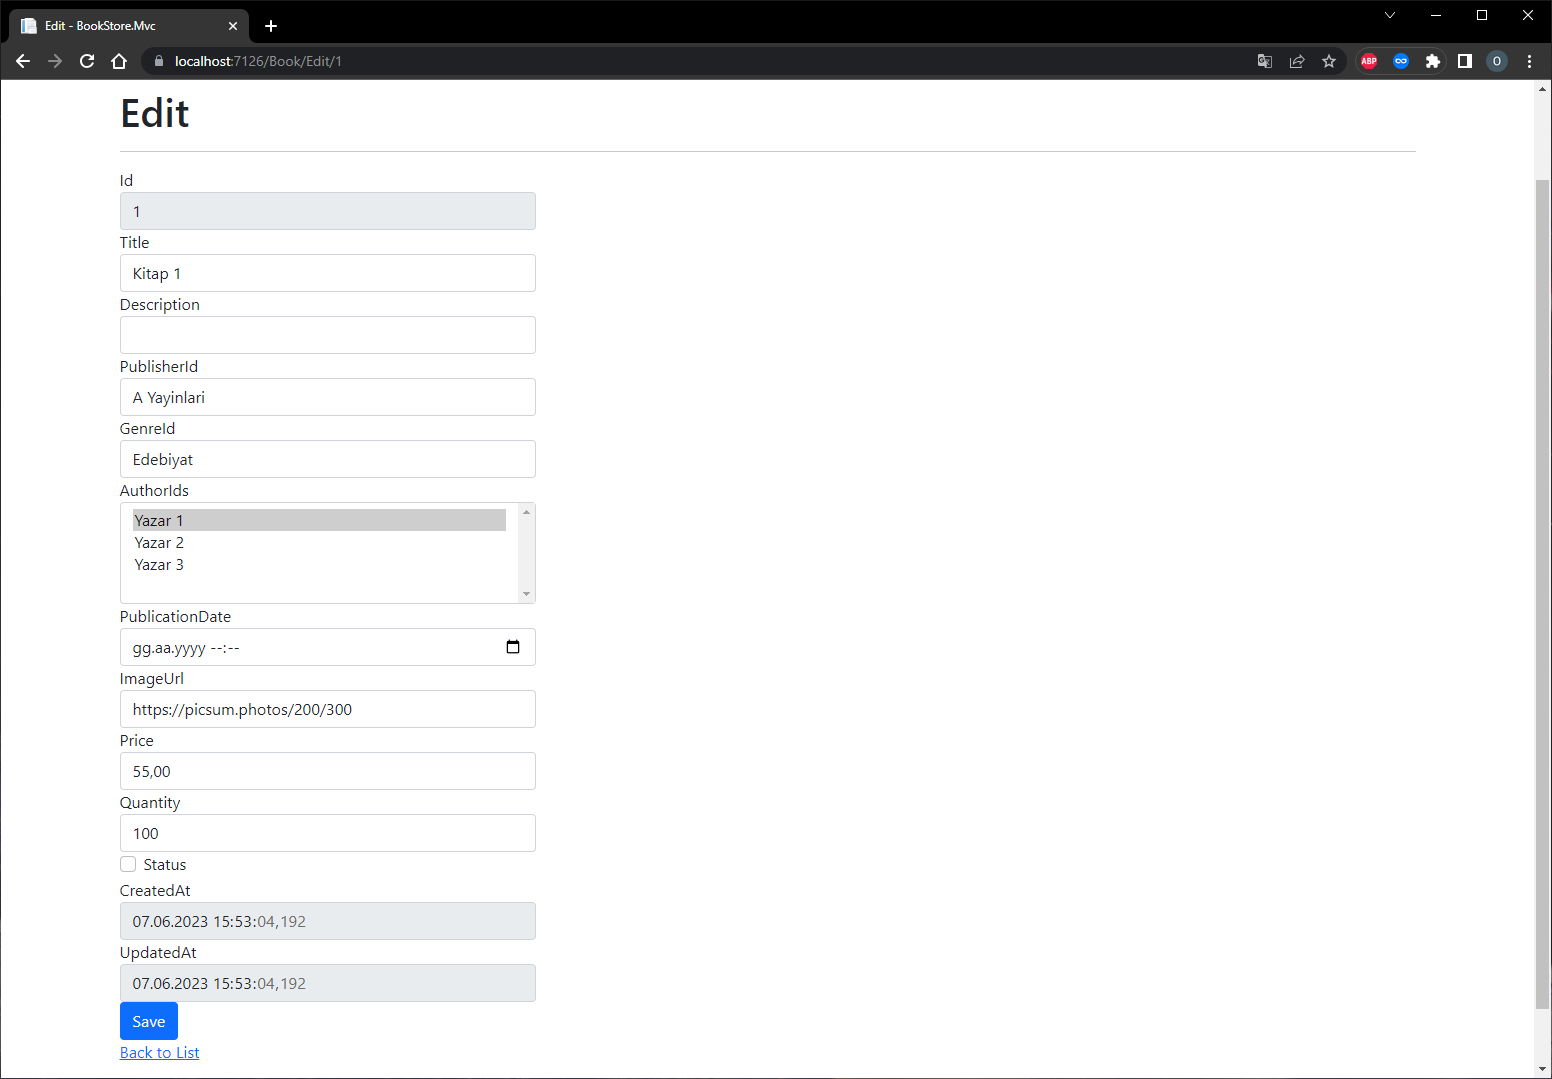 Edit - BookStore.Mvc
localhost:7126/Book/Edit/1
ABP
O
Edit
Id
1
Title
Kitap 1
Description
PublisherId
A Yayinlari
GenreId
Edebiyat
AuthorIds
Yazar 1
Yazar 2
Yazar 3
PublicationDate
gg.aa.yyyy --:--
ImageUrl
https://picsum.photos/200/300
Price
55,00
Quantity
100
Status
CreatedAt
07.06.2023 15:53:04,192
UpdatedAt
07.06.2023 15:53:04,192
Save
Back to List